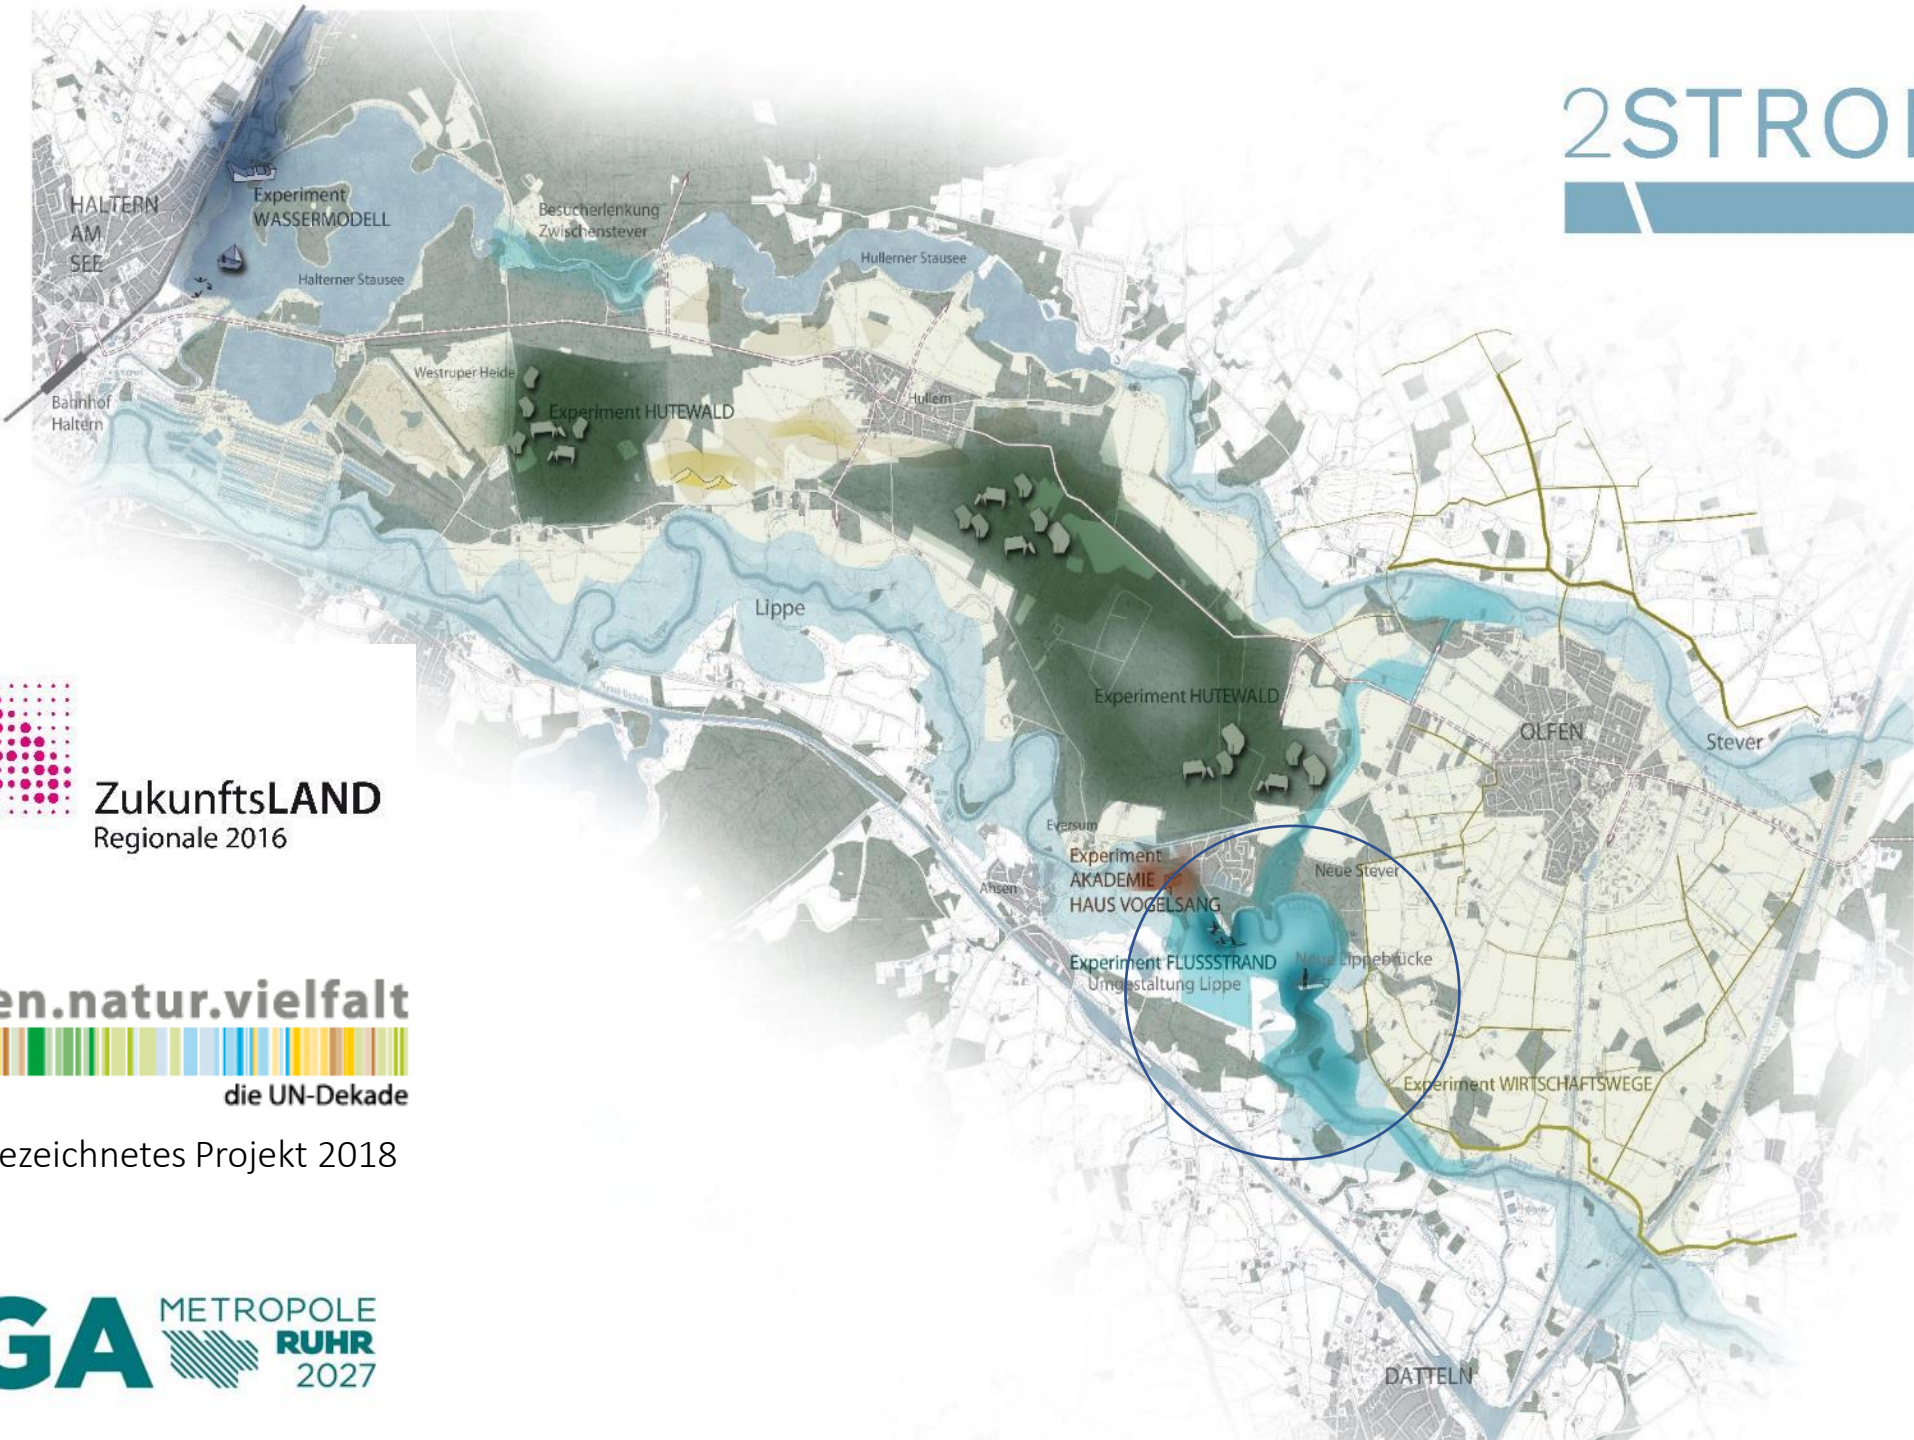 2STRO
HALTERN
AM
SEE
Experiment
WASSERMODELL
Halterner Stausee
Besucherlenkung
Zwischenstever
Hullerner Stausee
Bahnhof
Haltern
Westruper Heide
Experiment HUTEWALD
Hullern
Lippe
Experiment HUTEWALD
OLFEN
Stever
Eversum
Experiment
AKADEMIE
HAUS VOGELSANG
Neue Stever
Ahsen
Experiment FLUSSSTRAND
Umgestaltung Lippe
Neue Lippebrücke
Experiment WIRTSCHAFTSWEGE
DATTELN
ZukunftsLAND
Regionale 2016
en.natur.vielfalt
die UN-Dekade
ezeichnetes Projekt 2018
GA METROPOLE
RUHR
2027